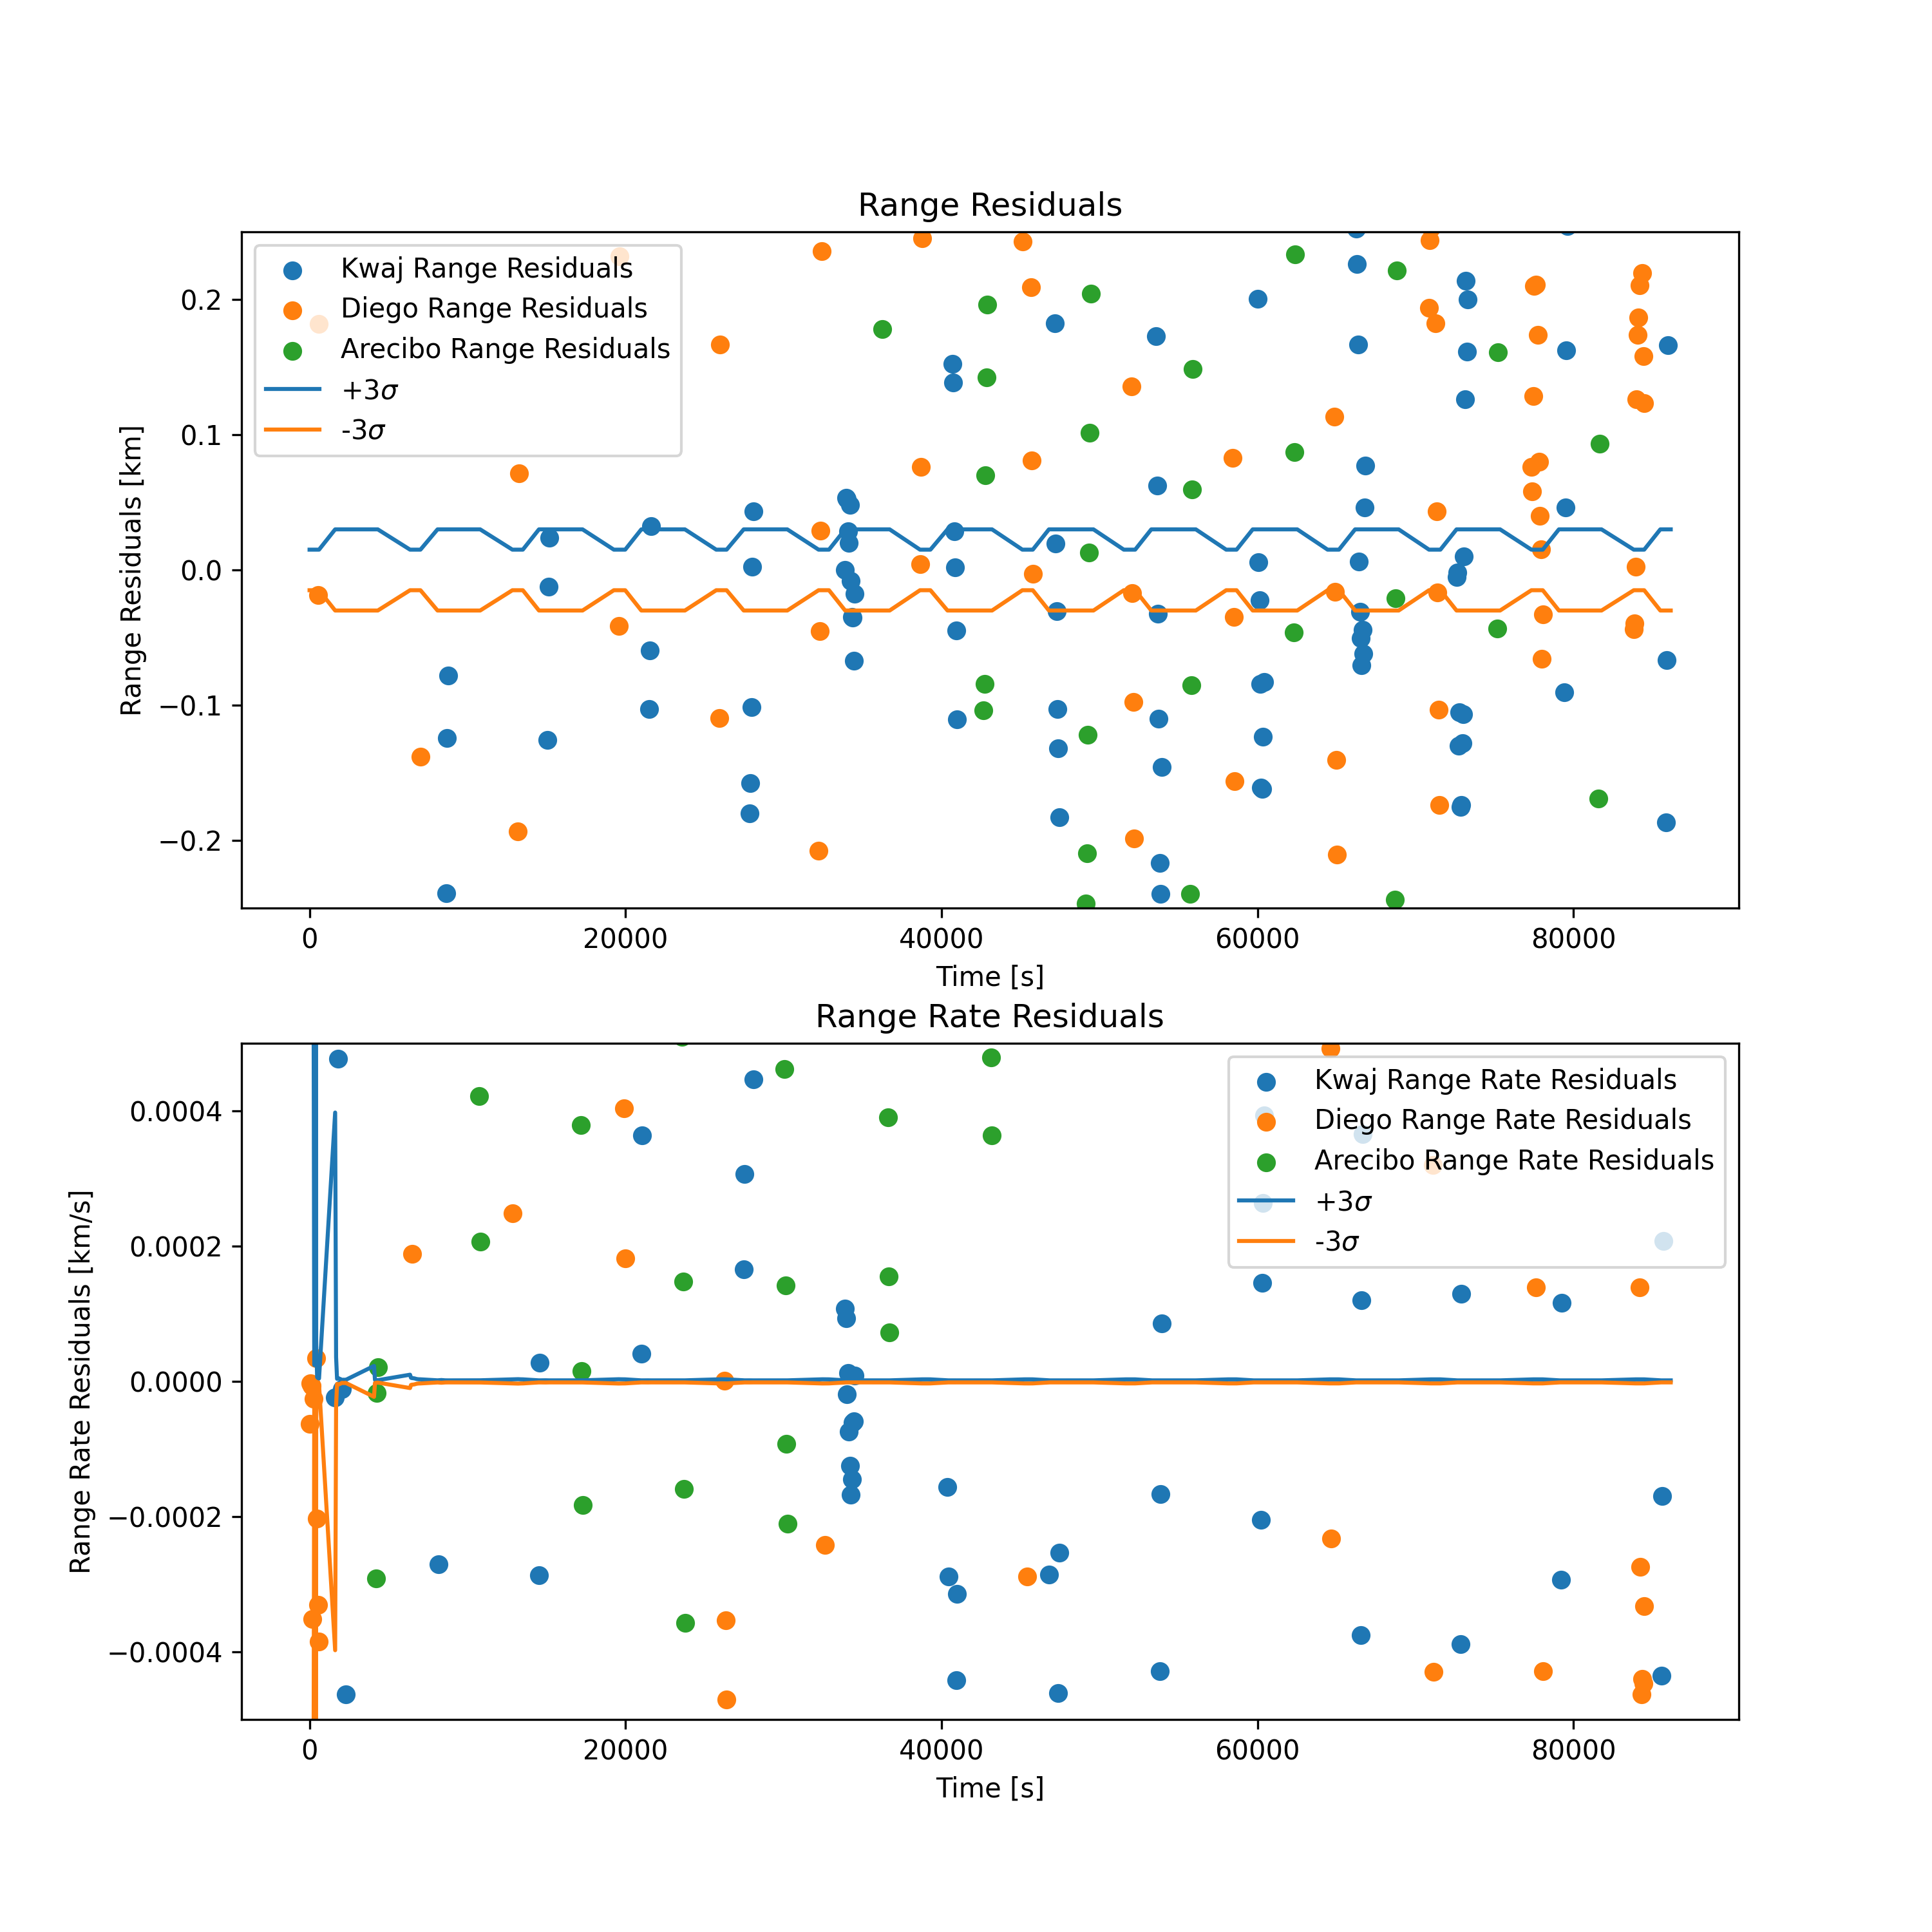 Range Residuals
Kwaj Range Residuals
Diego Range Residuals
Arecibo Range Residuals
+3σ
-3σ
Range Residuals [km]
0.2
0.1
0.0
−0.1
−0.2
0 20000 40000 60000 80000
Time [s]
Range Rate Residuals
Kwaj Range Rate Residuals
Diego Range Rate Residuals
Arecibo Range Rate Residuals
+3σ
-3σ
Range Rate Residuals [km/s]
0.0004
0.0002
0.0000
−0.0002
−0.0004
0 20000 40000 60000 80000
Time [s]